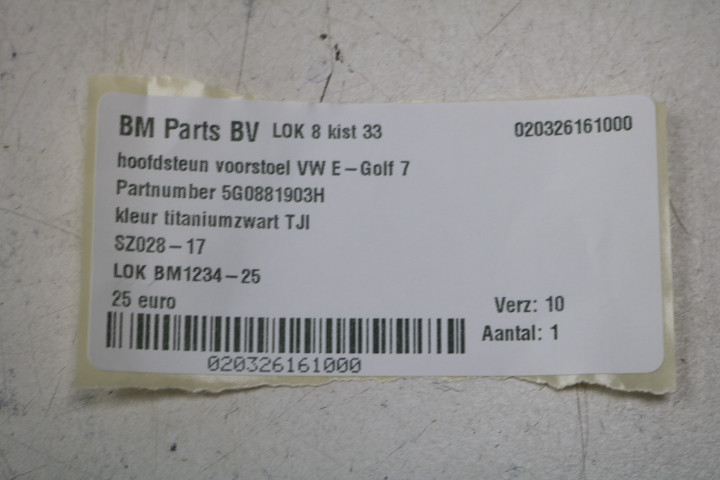 BM Parts BV LOK 8 kist 33 020326161000
hoofdsteun voorstoel VW E-Golf 7
Partnumber 5G0881903H
kleur titaniumzwart TJI
SZ028-17
LOK BM1234-25
25 euro Verz: 10
Aantal: 1
020326161000